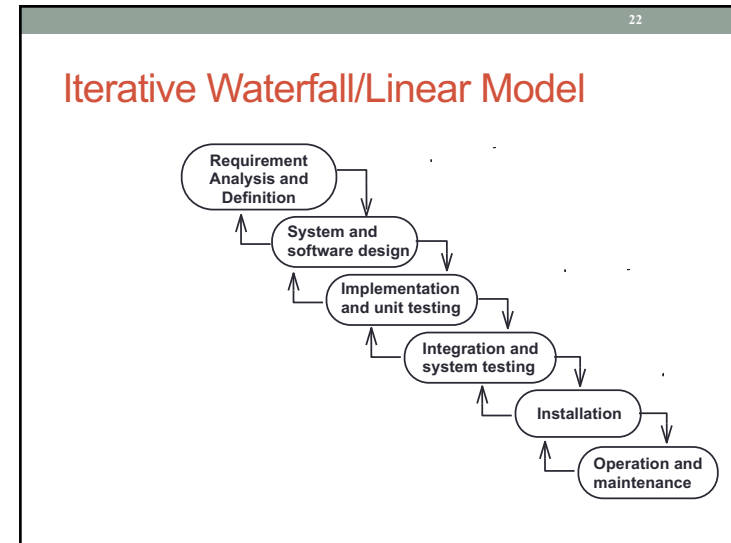 22
Iterative Waterfall/Linear Model
Requirement
Analysis and
Definition
System and
software design
Implementation
and unit testing
Integration and
system testing
Installation
Operation and
maintenance